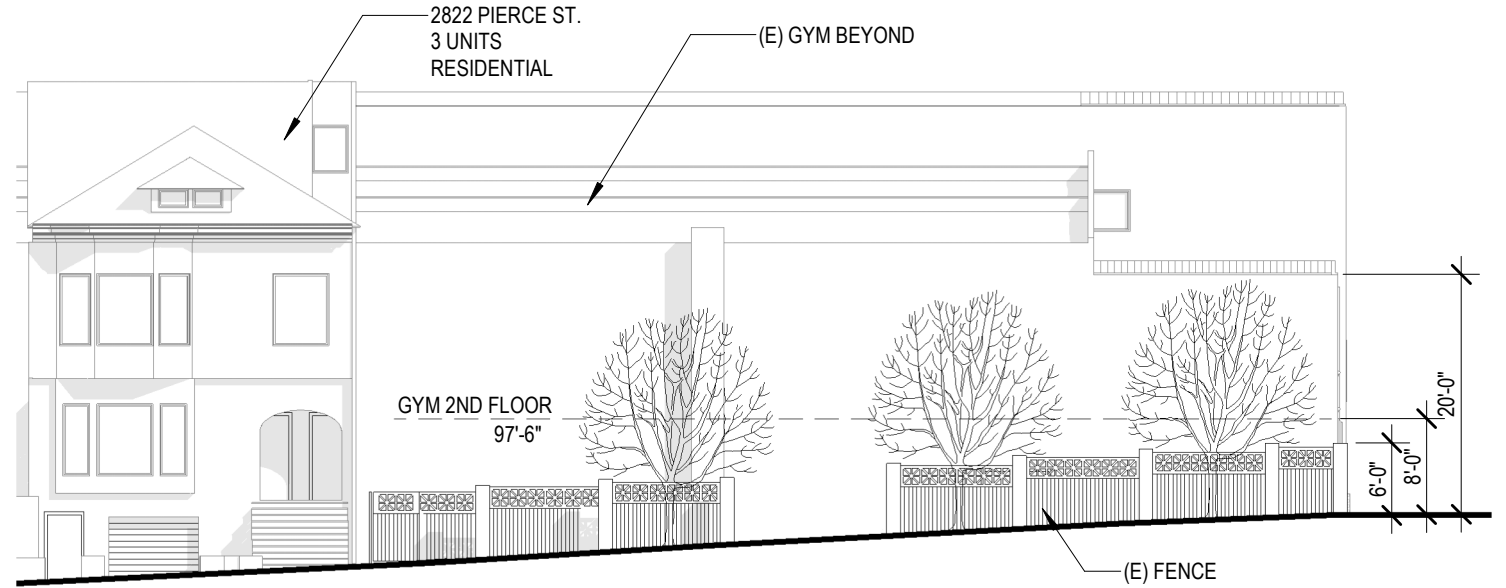 2822 PIERCE ST.
3 UNITS
RESIDENTIAL
(E) GYM BEYOND
GYM 2ND FLOOR
97'-6"
20'-0"
8'-0"
6'-0"
(E) FENCE